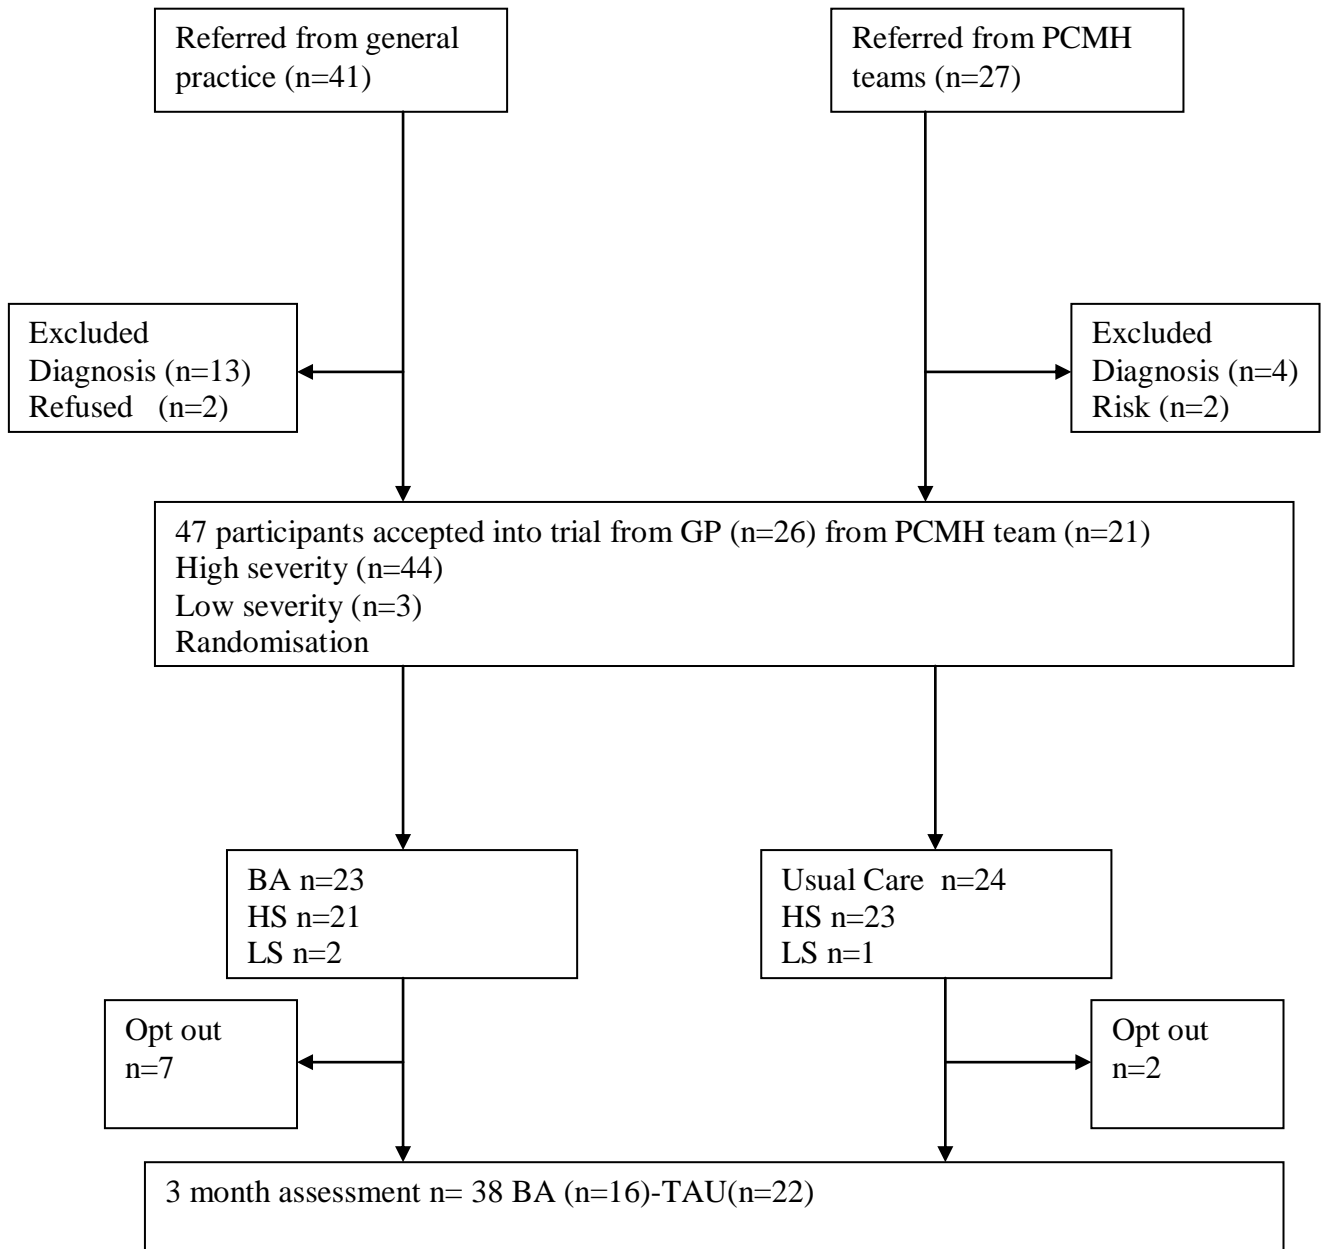 Referred from general
practice (n=41)
Referred from PCMH
teams (n=27)
Excluded
Diagnosis (n=13)
Refused (n=2)
Excluded
Diagnosis (n=4)
Risk (n=2)
47 participants accepted into trial from GP (n=26) from PCMH team (n=21)
High severity (n=44)
Low severity (n=3)
Randomisation
BA n=23
HS n=21
LS n=2
Usual Care n=24
HS n=23
LS n=1
Opt out
n=7
Opt out
n=2
3 month assessment n= 38 BA (n=16)-TAU(n=22)